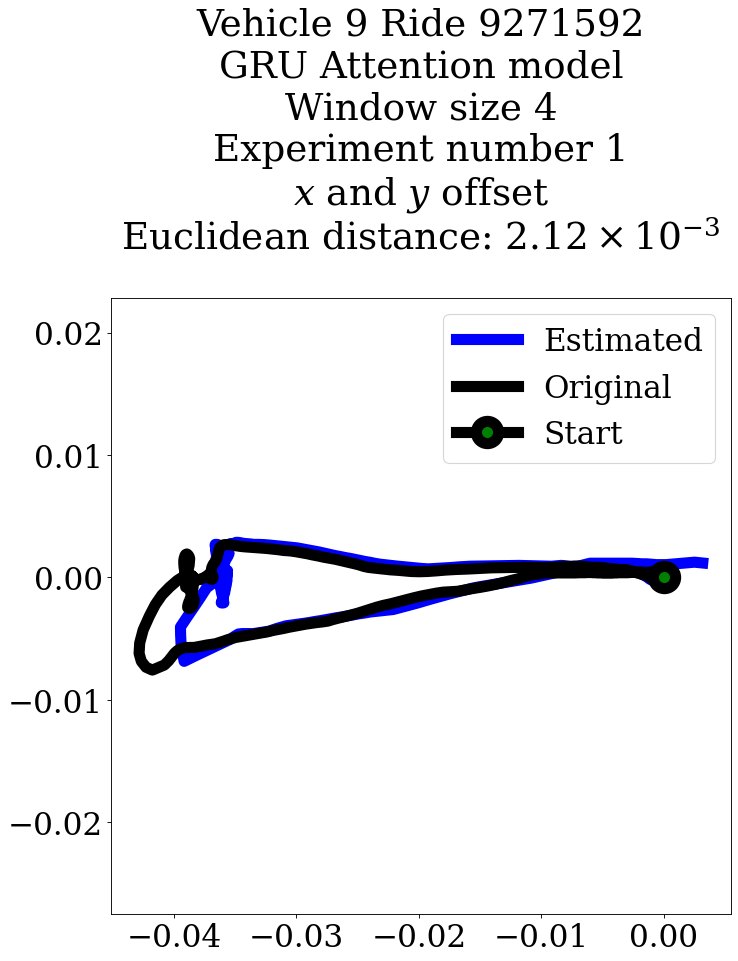 Vehicle 9 Ride 9271592
GRU Attention model
Window size 4
Experiment number 1
x and y offset
Euclidean distance: 2.12 × 10⁻³
Estimated
Original
Start
0.02
0.01
0.00
−0.01
−0.02
−0.04 −0.03 −0.02 −0.01 0.00